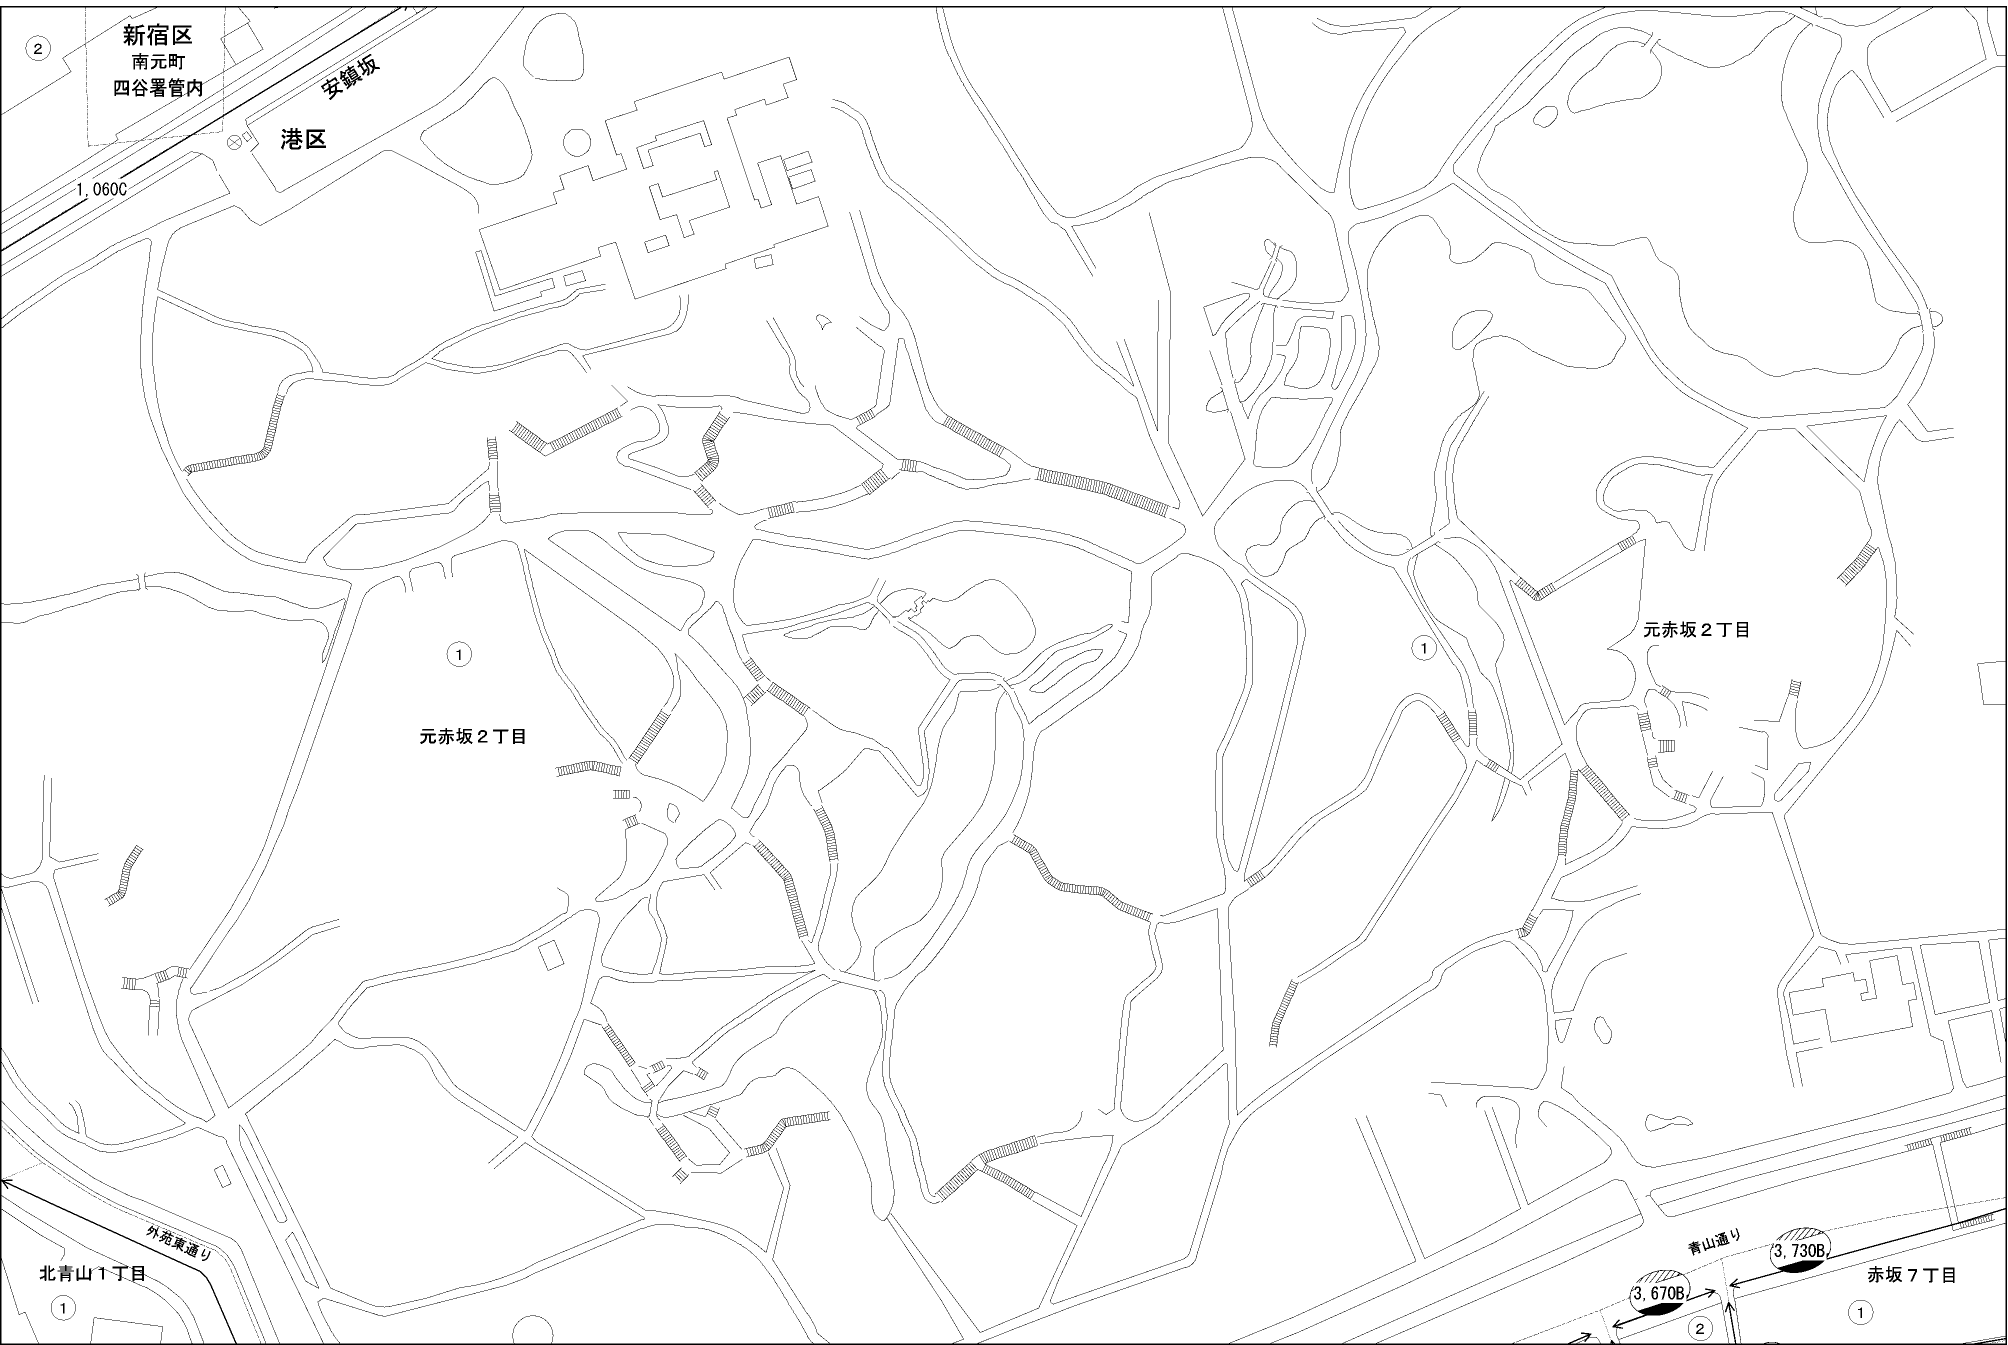 2
新宿区
南元町
四谷署管内
安鎮坂
港区
1,060C
1
元赤坂2丁目
1
元赤坂2丁目
外苑東通り
北青山1丁目
1
青山通り
3,730B
3,670B
赤坂7丁目
2
1